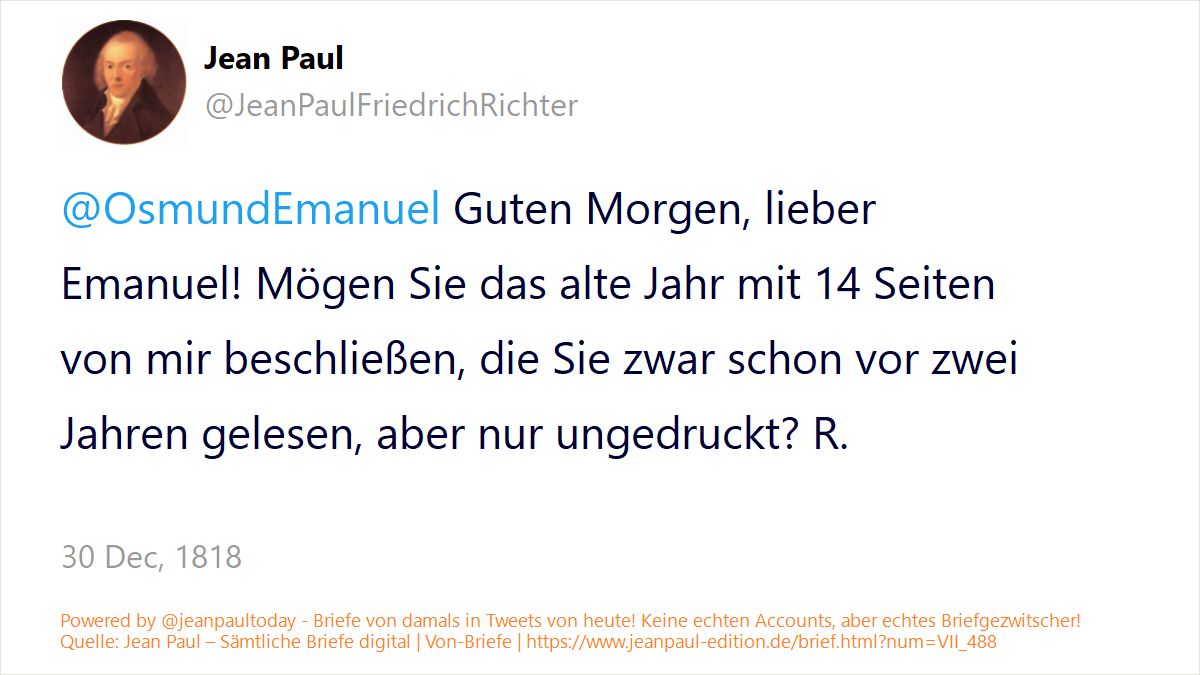 Jean Paul
@JeanPaulFriedrichRichter
@OsmundEmanuel Guten Morgen, lieber
Emanuel! Mögen Sie das alte Jahr mit 14 Seiten
von mir beschließen, die Sie zwar schon vor zwei
Jahren gelesen, aber nur ungedruckt? R.
30 Dec, 1818
Powered by @jeanpaultoday - Briefe von damals in Tweets von heute! Keine echten Accounts, aber echtes Briefgezwitscher!
Quelle: Jean Paul – Sämtliche Briefe digital | Von-Briefe | https://www.jeanpaul-edition.de/brief.html?num=VII_488